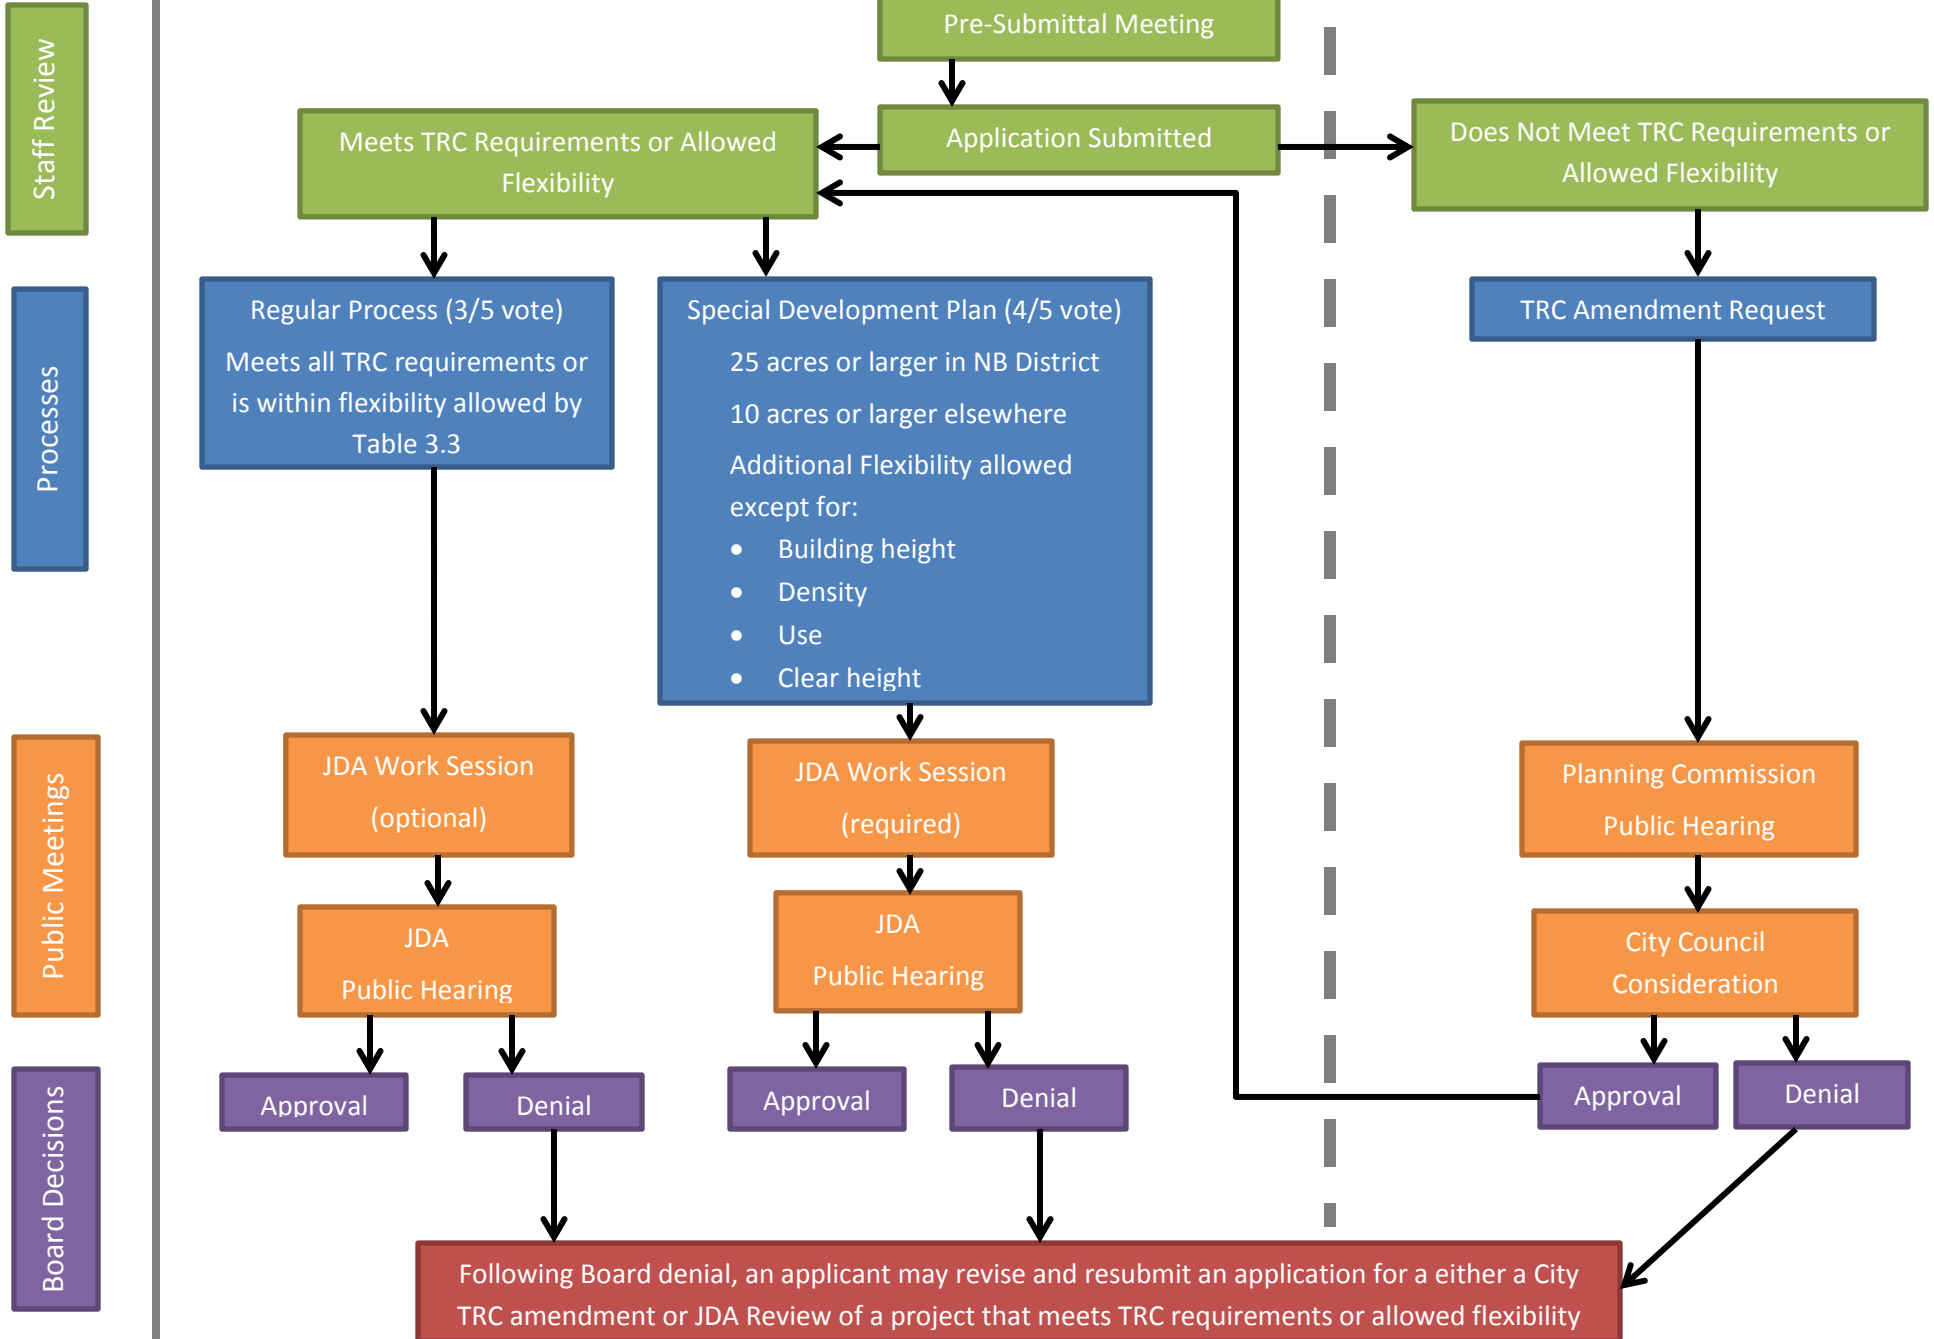 Staff Review
Pre-Submittal Meeting
Application Submitted
Meets TRC Requirements or Allowed
Flexibility
Does Not Meet TRC Requirements or
Allowed Flexibility
Processes
Regular Process (3/5 vote)
Meets all TRC requirements or
is within flexibility allowed by
Table 3.3
Special Development Plan (4/5 vote)
25 acres or larger in NB District
10 acres or larger elsewhere
Additional Flexibility allowed
except for:
• Building height
• Density
• Use
• Clear height
TRC Amendment Request
Public Meetings
JDA Work Session
(optional)
JDA
Public Hearing
JDA Work Session
(required)
JDA
Public Hearing
Planning Commission
Public Hearing
City Council
Consideration
Board Decisions
Approval
Denial
Approval
Denial
Approval
Denial
Following Board denial, an applicant may revise and resubmit an application for a either a City
TRC amendment or JDA Review of a project that meets TRC requirements or allowed flexibility